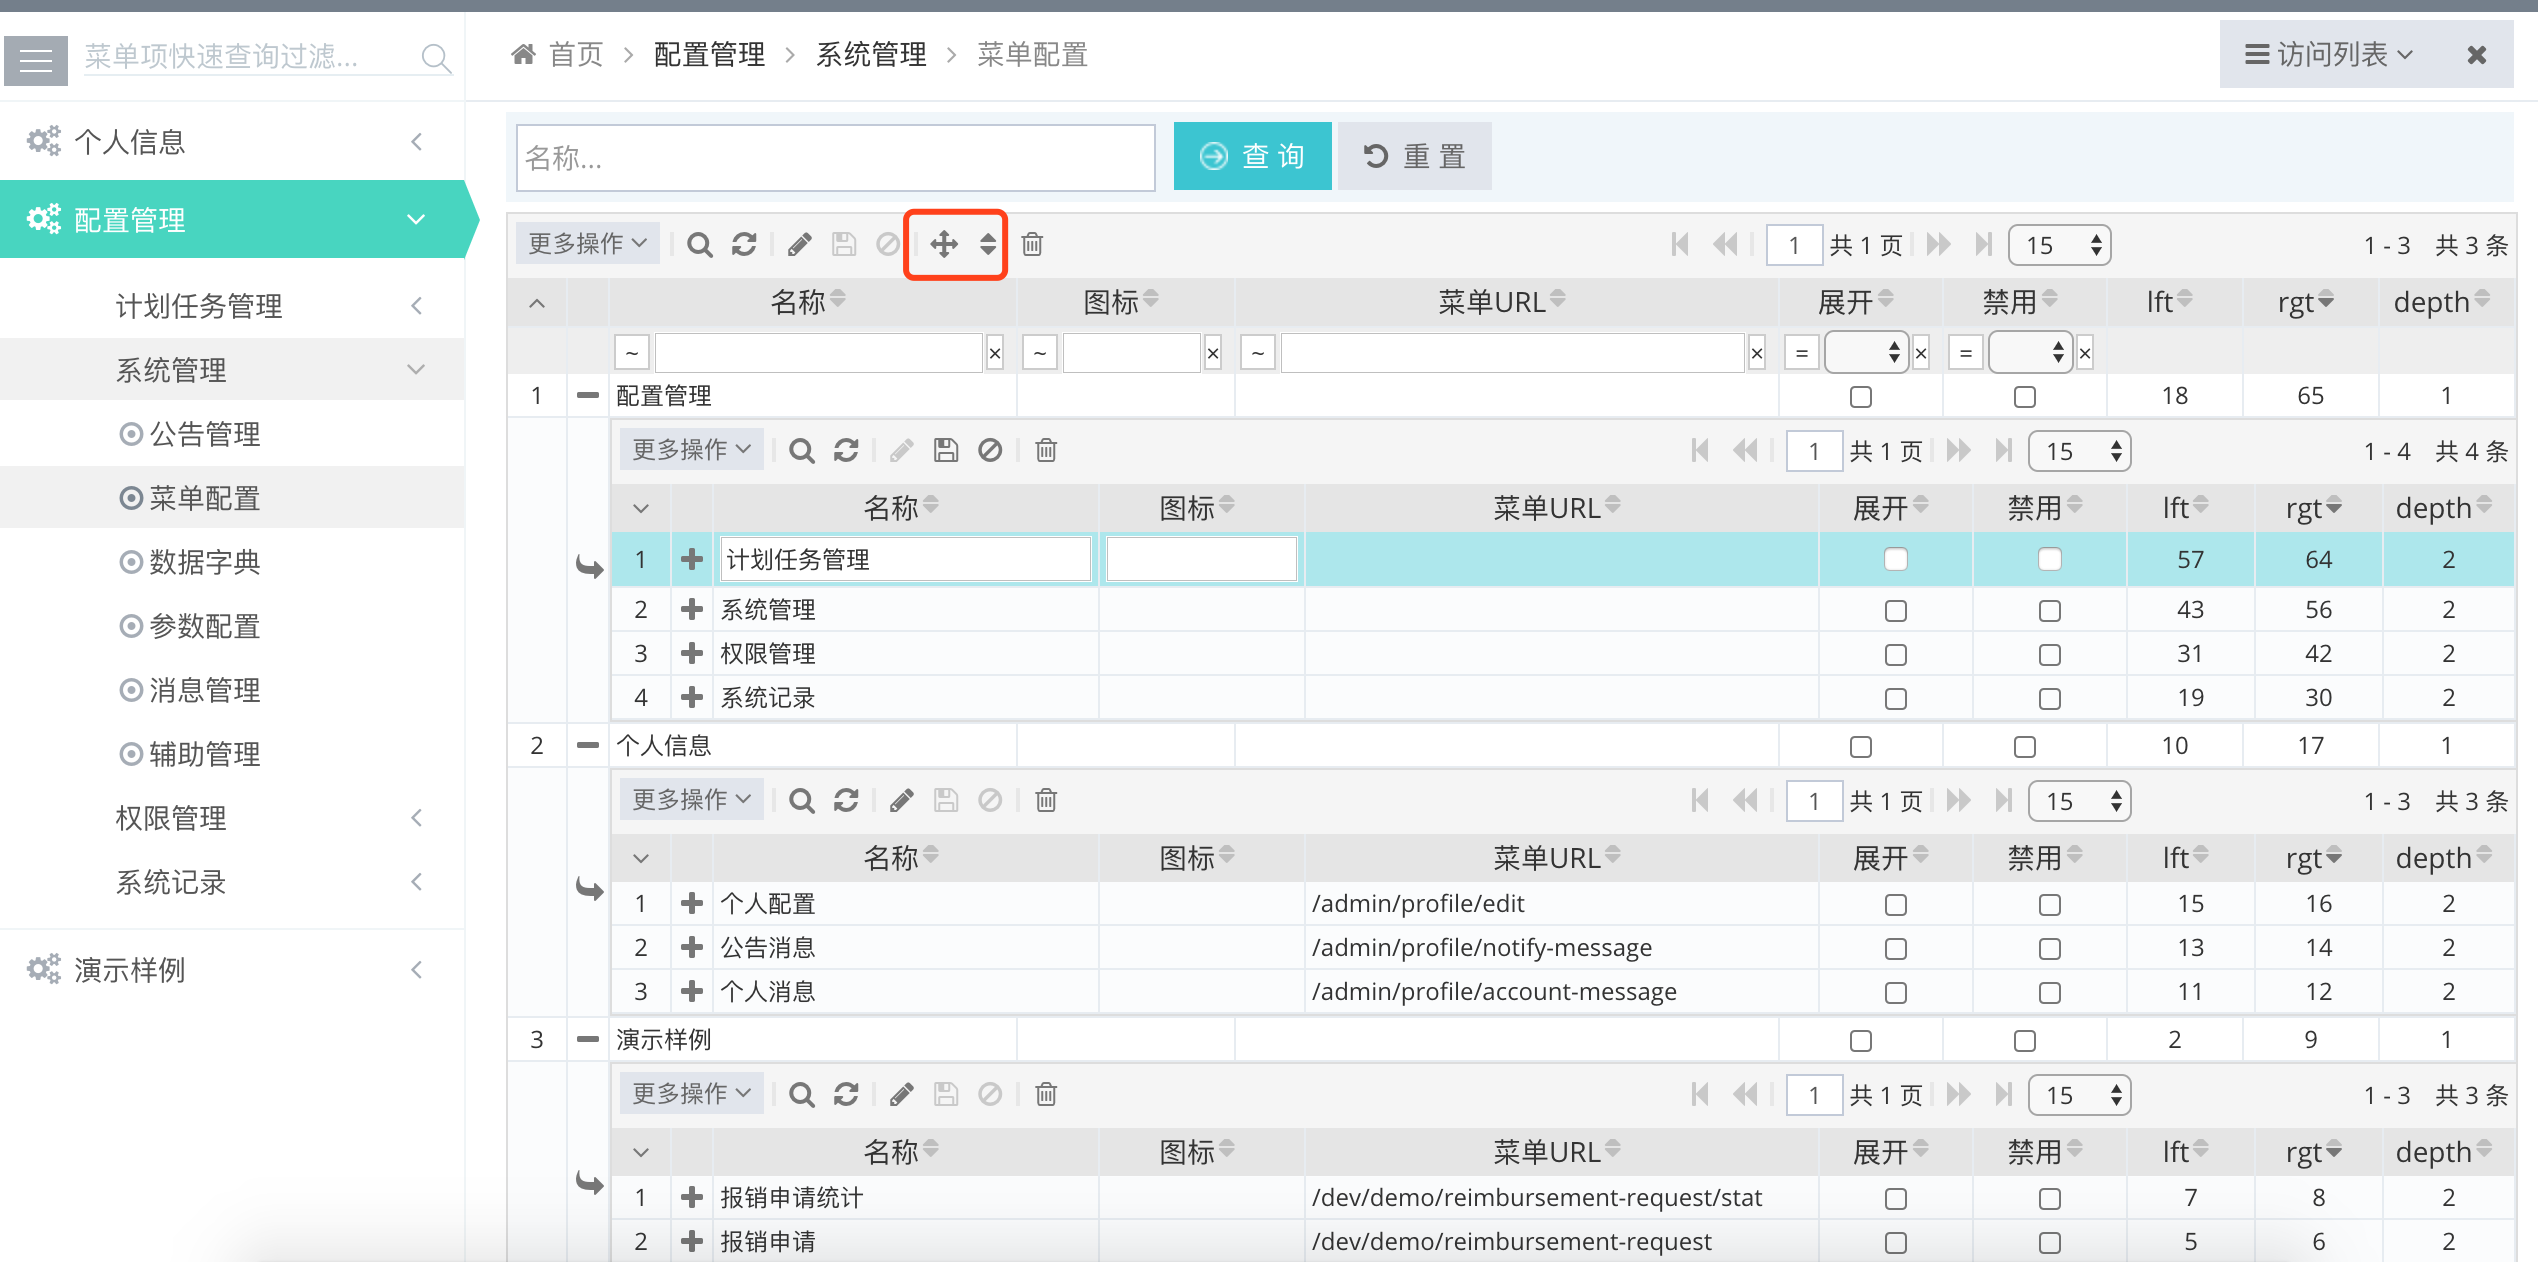 菜单项快速查询过滤...
首页 > 配置管理 > 系统管理 > 菜单配置
访问列表
个人信息
配置管理
计划任务管理
系统管理
公告管理
菜单配置
数据字典
参数配置
消息管理
辅助管理
权限管理
系统记录
演示样例
名称... 查 询 重 置
更多操作 1 共 1 页 15 1 - 3 共 3 条
名称 图标 菜单URL 展开 禁用 lft rgt depth
~ × ~ × ~ × = × = ×
1 配置管理 18 65 1
更多操作 1 共 1 页 15 1 - 4 共 4 条
名称 图标 菜单URL 展开 禁用 lft rgt depth
1 计划任务管理 57 64 2
2 系统管理 43 56 2
3 权限管理 31 42 2
4 系统记录 19 30 2
2 个人信息 10 17 1
更多操作 1 共 1 页 15 1 - 3 共 3 条
名称 图标 菜单URL 展开 禁用 lft rgt depth
1 个人配置 /admin/profile/edit 15 16 2
2 公告消息 /admin/profile/notify-message 13 14 2
3 个人消息 /admin/profile/account-message 11 12 2
3 演示样例 2 9 1
更多操作 1 共 1 页 15 1 - 3 共 3 条
名称 图标 菜单URL 展开 禁用 lft rgt depth
1 报销申请统计 /dev/demo/reimbursement-request/stat 7 8 2
2 报销申请 /dev/demo/reimbursement-request 5 6 2